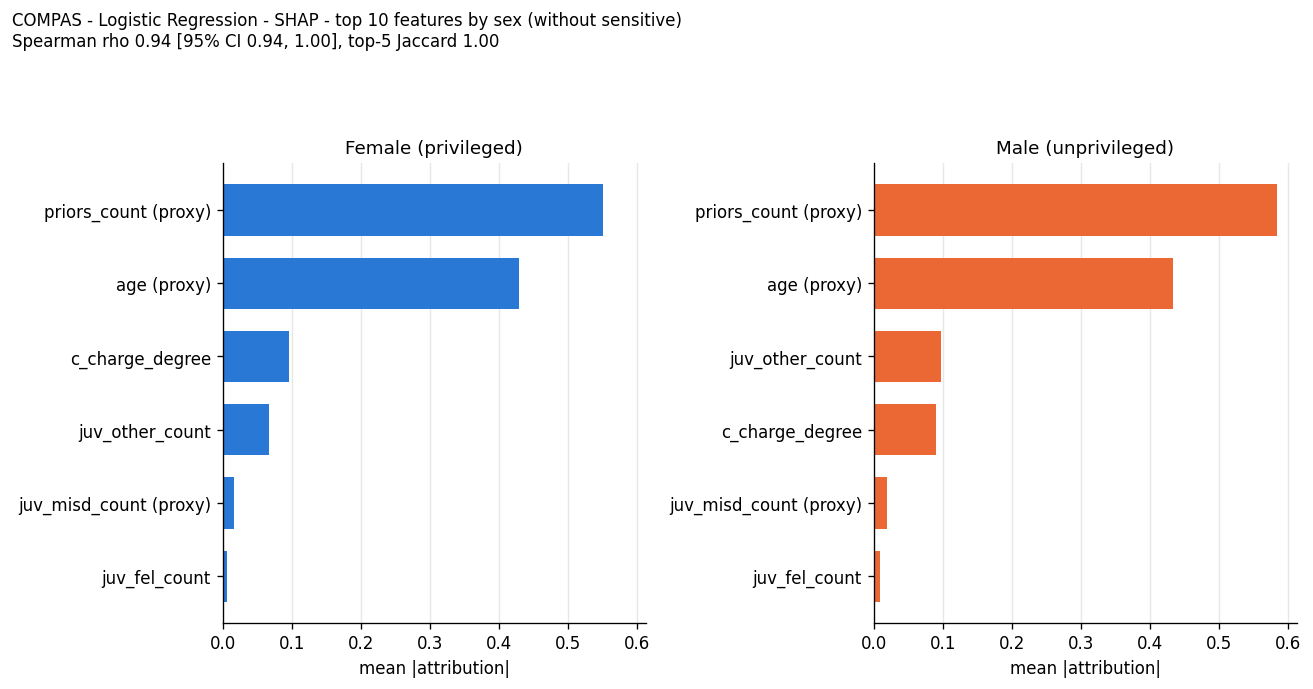 COMPAS - Logistic Regression - SHAP - top 10 features by sex (without sensitive)
Spearman rho 0.94 [95% CI 0.94, 1.00], top-5 Jaccard 1.00
Female (privileged)
priors_count (proxy)
age (proxy)
c_charge_degree
juv_other_count
juv_misd_count (proxy)
juv_fel_count
0.0 0.1 0.2 0.3 0.4 0.5 0.6
mean |attribution|
Male (unprivileged)
priors_count (proxy)
age (proxy)
juv_other_count
c_charge_degree
juv_misd_count (proxy)
juv_fel_count
0.0 0.1 0.2 0.3 0.4 0.5 0.6
mean |attribution|